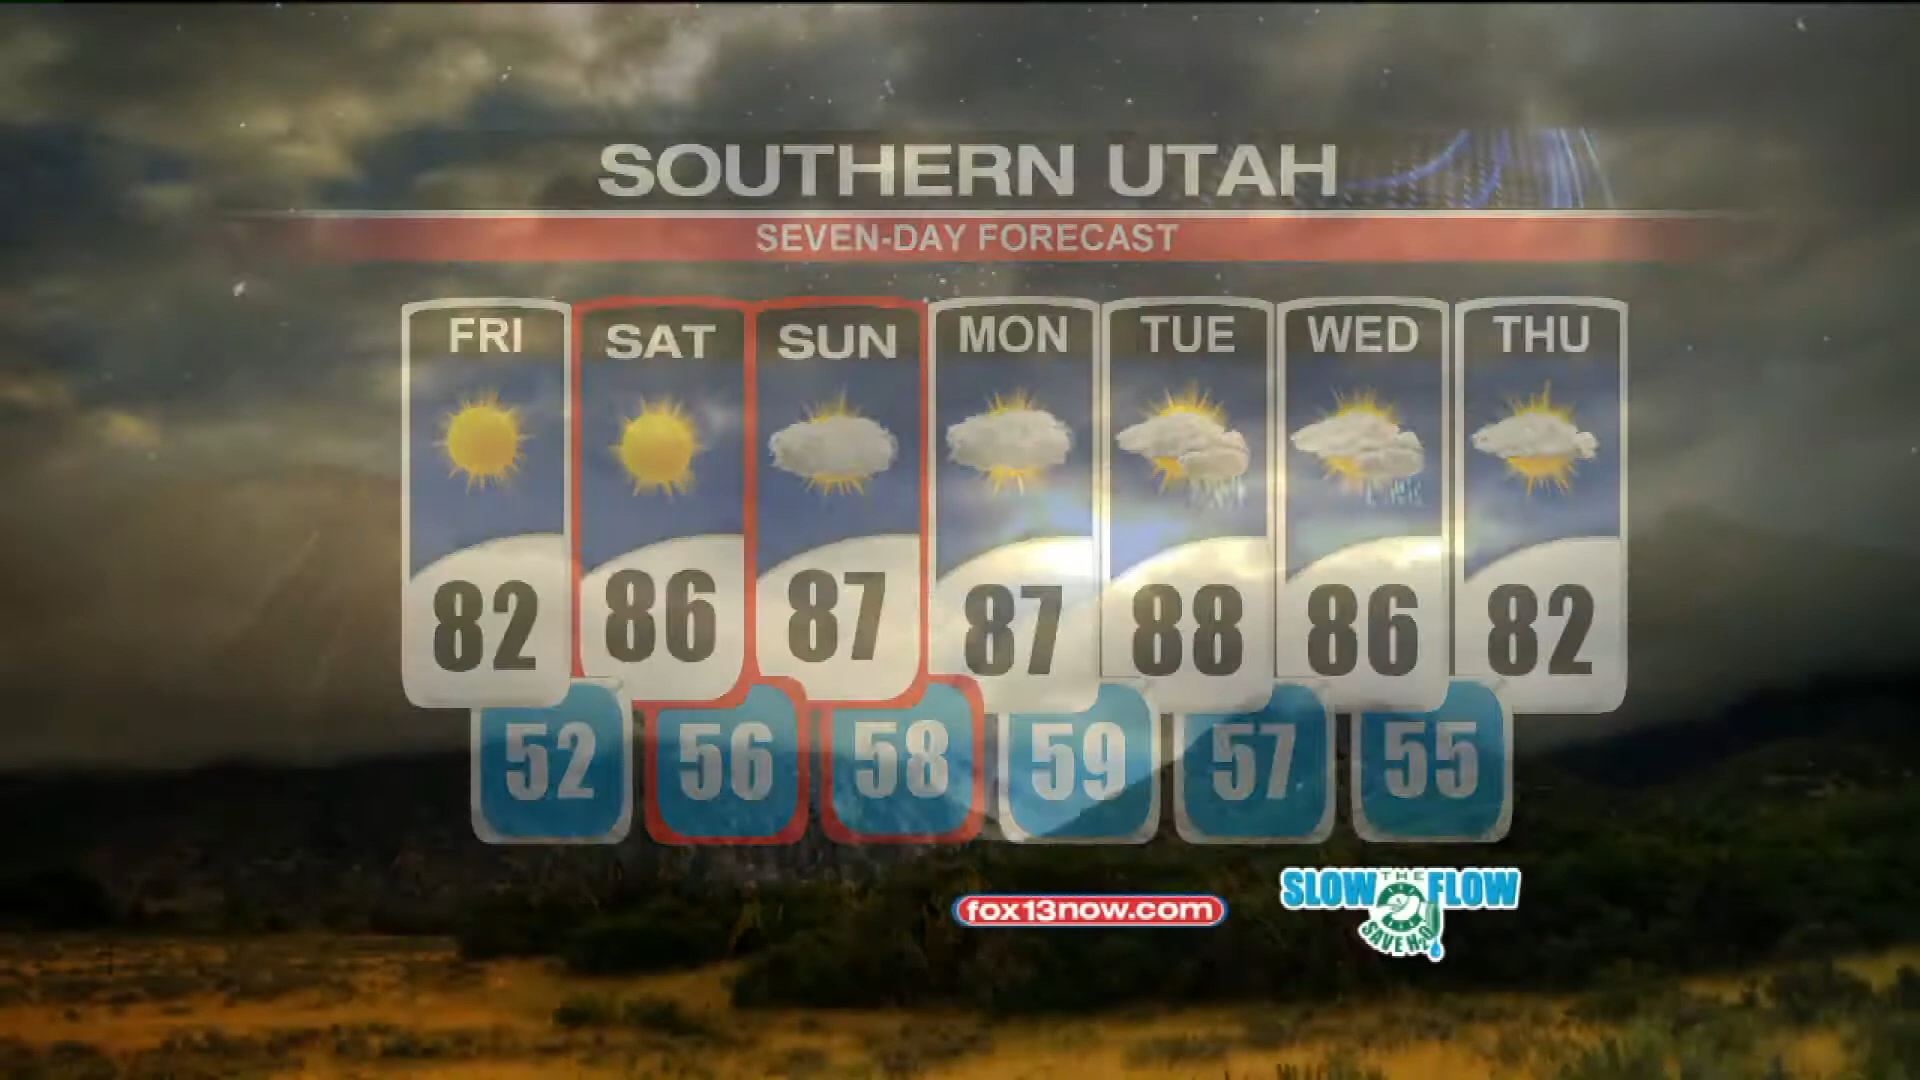 SOUTHERN UTAH
SEVEN-DAY FORECAST
FRI SAT SUN MON TUE WED THU
82 86 87 87 88 86 82
52 56 58 59 57 55
fox13now.com
SLOW THE FLOW
SAVE H2O